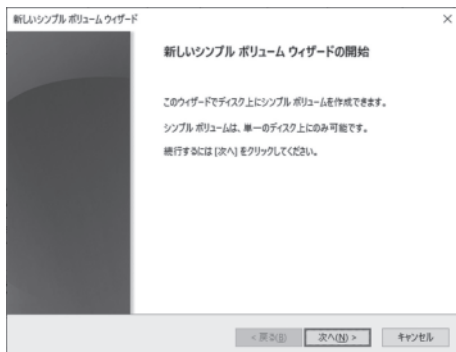 新しいシンプル ボリューム ウィザード
新しいシンプル ボリューム ウィザードの開始
このウィザードでディスク上にシンプル ボリュームを作成できます。
シンプル ボリュームは、単一のディスク上にのみ可能です。
続行するには [次へ] をクリックしてください。
< 戻る(B) 次へ(N) > キャンセル